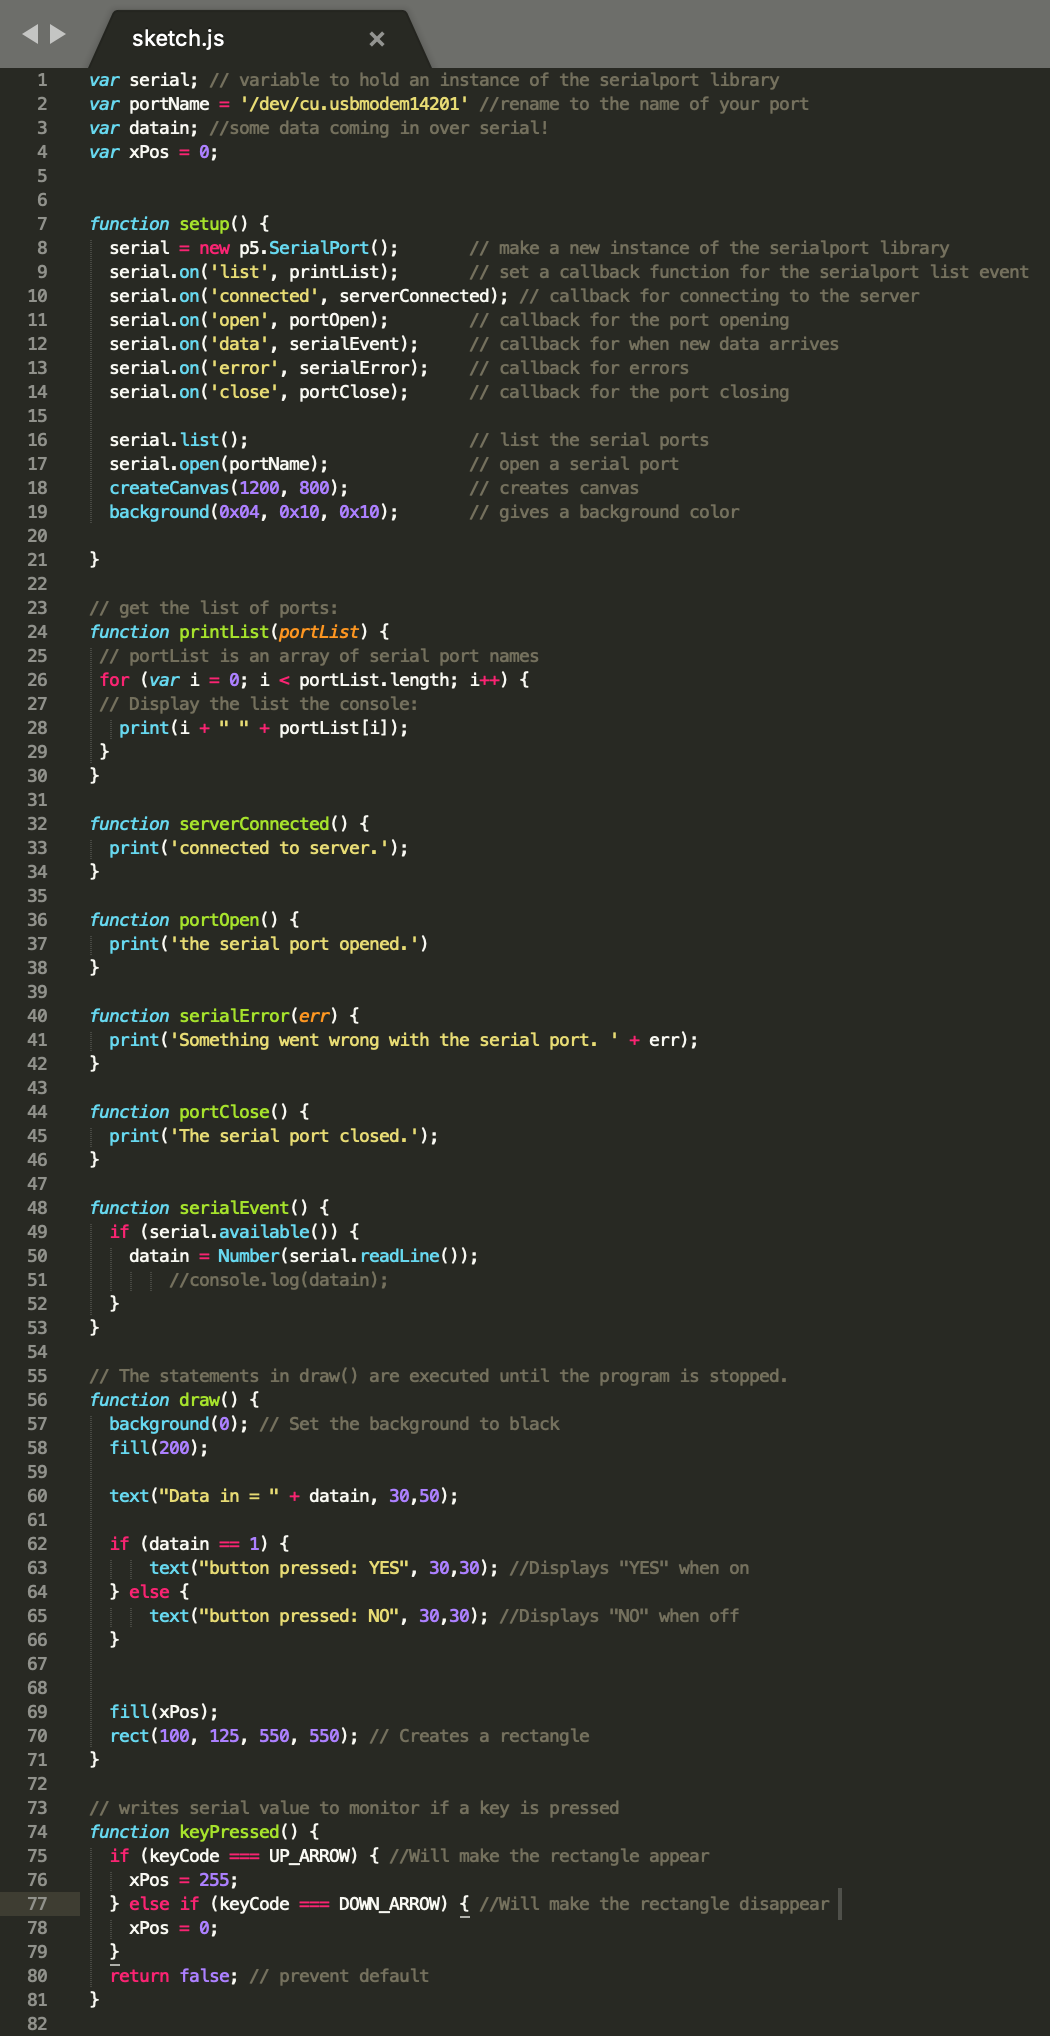 sketch.js ×
1 var serial; // variable to hold an instance of the serialport library
2 var portName = '/dev/cu.usbmodem14201' //rename to the name of your port
3 var datain; //some data coming in over serial!
4 var xPos = 0;
5
6
7 function setup() {
8 serial = new p5.SerialPort(); // make a new instance of the serialport library
9 serial.on('list', printList); // set a callback function for the serialport list event
10 serial.on('connected', serverConnected); // callback for connecting to the server
11 serial.on('open', portOpen); // callback for the port opening
12 serial.on('data', serialEvent); // callback for when new data arrives
13 serial.on('error', serialError); // callback for errors
14 serial.on('close', portClose); // callback for the port closing
15
16 serial.list(); // list the serial ports
17 serial.open(portName); // open a serial port
18 createCanvas(1200, 800); // creates canvas
19 background(0x04, 0x10, 0x10); // gives a background color
20
21 }
22
23 // get the list of ports:
24 function printList(portList) {
25 // portList is an array of serial port names
26 for (var i = 0; i < portList.length; i++) {
27 // Display the list the console:
28 print(i + " " + portList[i]);
29 }
30 }
31
32 function serverConnected() {
33 print('connected to server.');
34 }
35
36 function portOpen() {
37 print('the serial port opened.')
38 }
39
40 function serialError(err) {
41 print('Something went wrong with the serial port. ' + err);
42 }
43
44 function portClose() {
45 print('The serial port closed.');
46 }
47
48 function serialEvent() {
49 if (serial.available()) {
50 datain = Number(serial.readLine());
51 //console.log(datain);
52 }
53 }
54
55 // The statements in draw() are executed until the program is stopped.
56 function draw() {
57 background(0); // Set the background to black
58 fill(200);
59
60 text("Data in = " + datain, 30,50);
61
62 if (datain == 1) {
63 text("button pressed: YES", 30,30); //Displays "YES" when on
64 } else {
65 text("button pressed: NO", 30,30); //Displays "NO" when off
66 }
67
68
69 fill(xPos);
70 rect(100, 125, 550, 550); // Creates a rectangle
71 }
72
73 // writes serial value to monitor if a key is pressed
74 function keyPressed() {
75 if (keyCode === UP_ARROW) { //Will make the rectangle appear
76 xPos = 255;
77 } else if (keyCode === DOWN_ARROW) { //Will make the rectangle disappear
78 xPos = 0;
79 }
80 return false; // prevent default
81 }
82